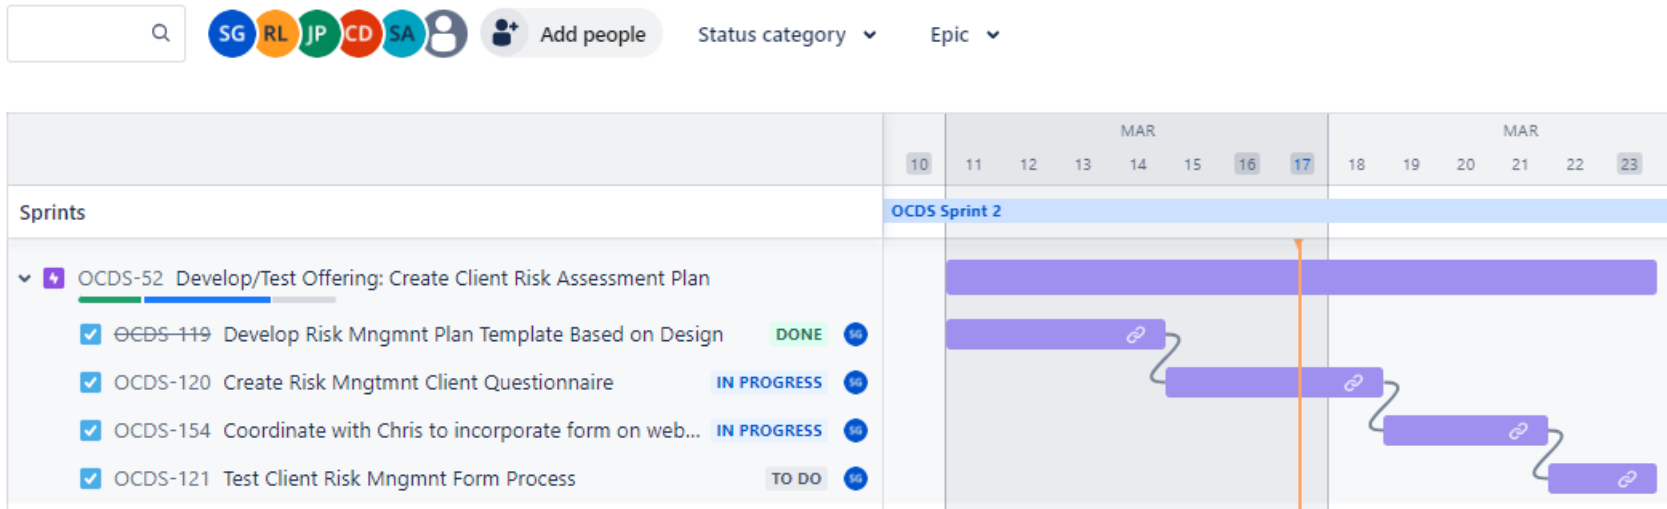 SG RL JP CD SA Add people Status category Epic
MAR MAR
10 11 12 13 14 15 16 17 18 19 20 21 22 23
Sprints OCDS Sprint 2
OCDS-52 Develop/Test Offering: Create Client Risk Assessment Plan
OCDS-119 Develop Risk Mngmnt Plan Template Based on Design DONE SG
OCDS-120 Create Risk Mngtmnt Client Questionnaire IN PROGRESS SG
OCDS-154 Coordinate with Chris to incorporate form on web... IN PROGRESS SG
OCDS-121 Test Client Risk Mngmnt Form Process TO DO SG